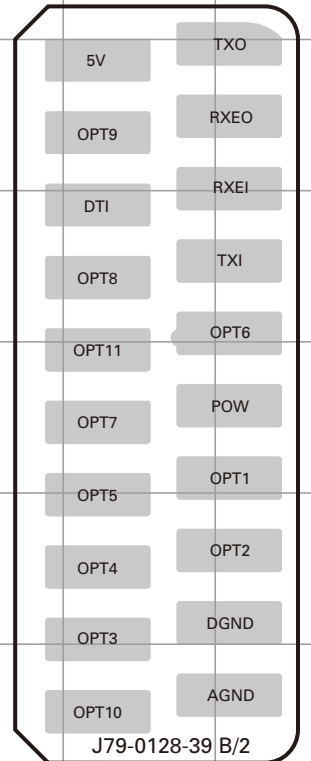 TXO
5V
RXEO
OPT9
RXEI
DTI
TXI
OPT8
OPT6
OPT11
POW
OPT7
OPT1
OPT5
OPT2
OPT4
DGND
OPT3
AGND
OPT10
J79-0128-39 B/2